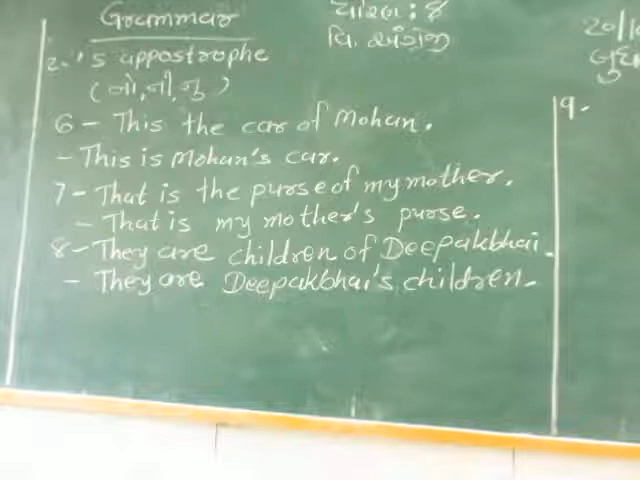 Grammar
ધોરણ : 8
વિ. અંગ્રેજી
20/1
બુધ
2. 's appostrophe
(નો, ની, નું)
6 - This the car of Mohan.
- This is Mohan's car.
7 - That is the purse of my mother.
- That is my mother's purse.
8 - They are children of Deepakbhai.
- They are Deepakbhai's children.
9.